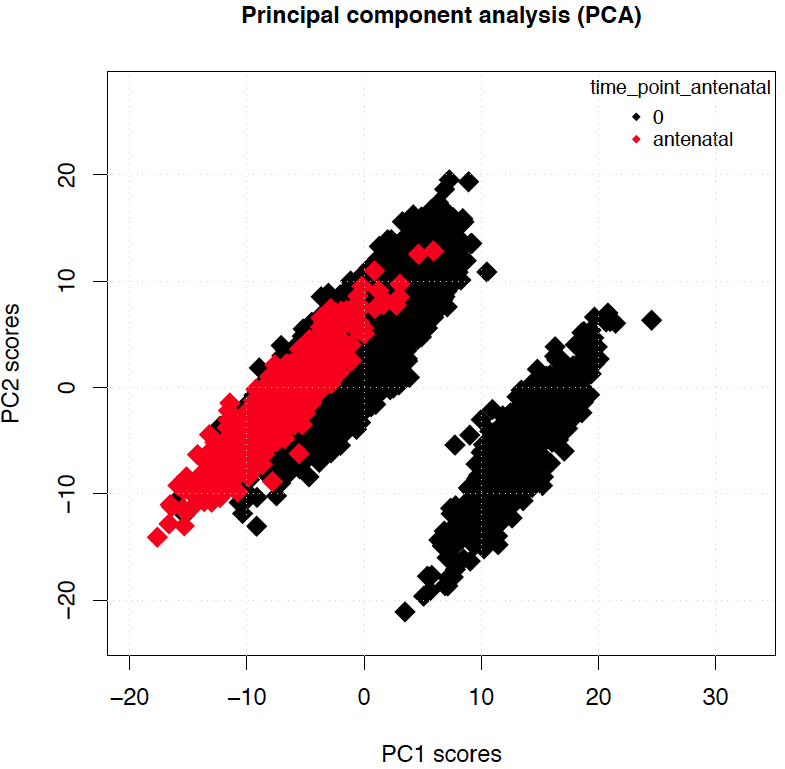 Principal component analysis (PCA)
time_point_antenatal
0
antenatal
20
10
0
−10
−20
PC2 scores
−20
−10
0
10
20
30
PC1 scores